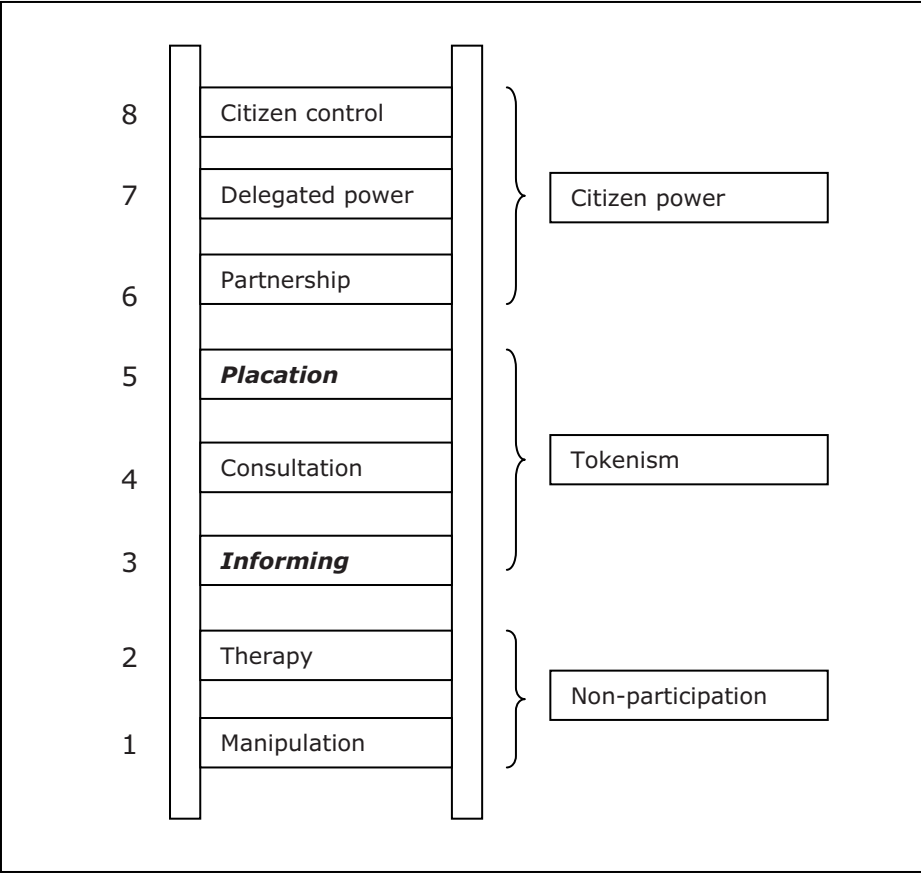 8 Citizen control
7 Delegated power
Citizen power
6 Partnership
5 Placation
4 Consultation
Tokenism
3 Informing
2 Therapy
Non-participation
1 Manipulation